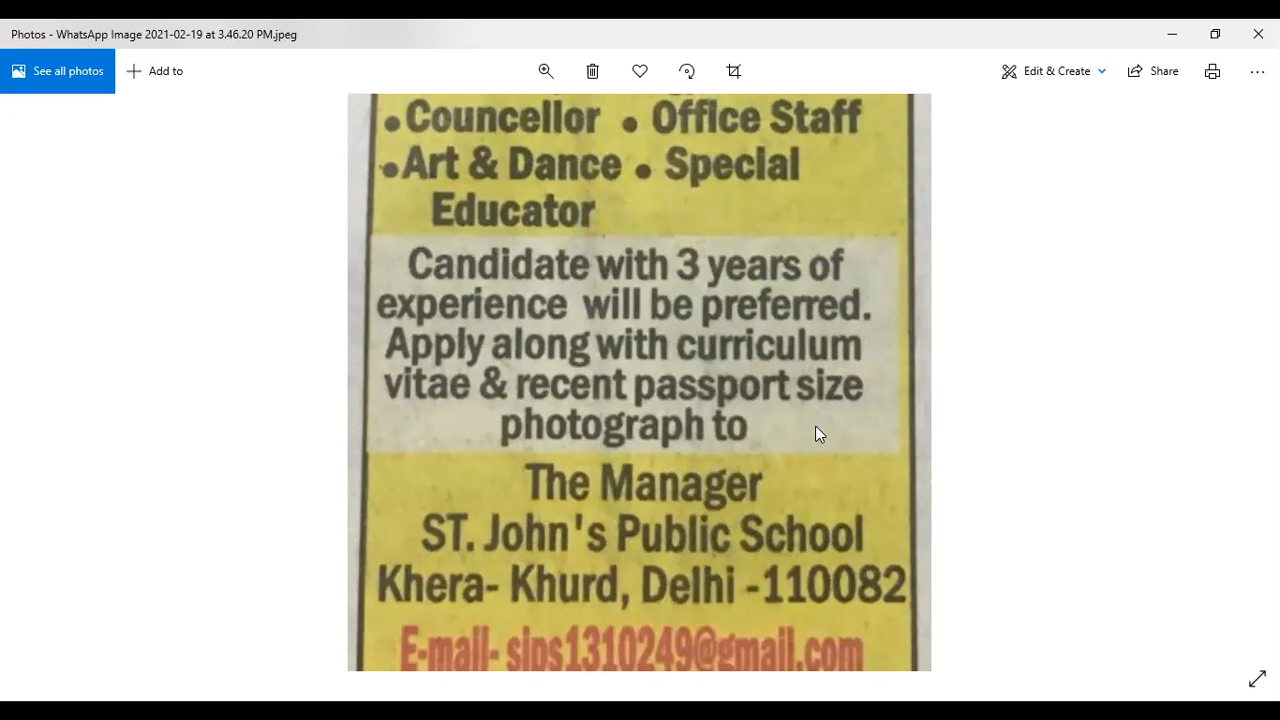 Photos - WhatsApp Image 2021-02-19 at 3.46.20 PM.jpeg
See all photos
Add to
Edit & Create
Share
• Councellor • Office Staff
• Art & Dance • Special
Educator
Candidate with 3 years of
experience will be preferred.
Apply along with curriculum
vitae & recent passport size
photograph to
The Manager
ST. John's Public School
Khera- Khurd, Delhi -110082
E-mail- sjps1310249@gmail.com